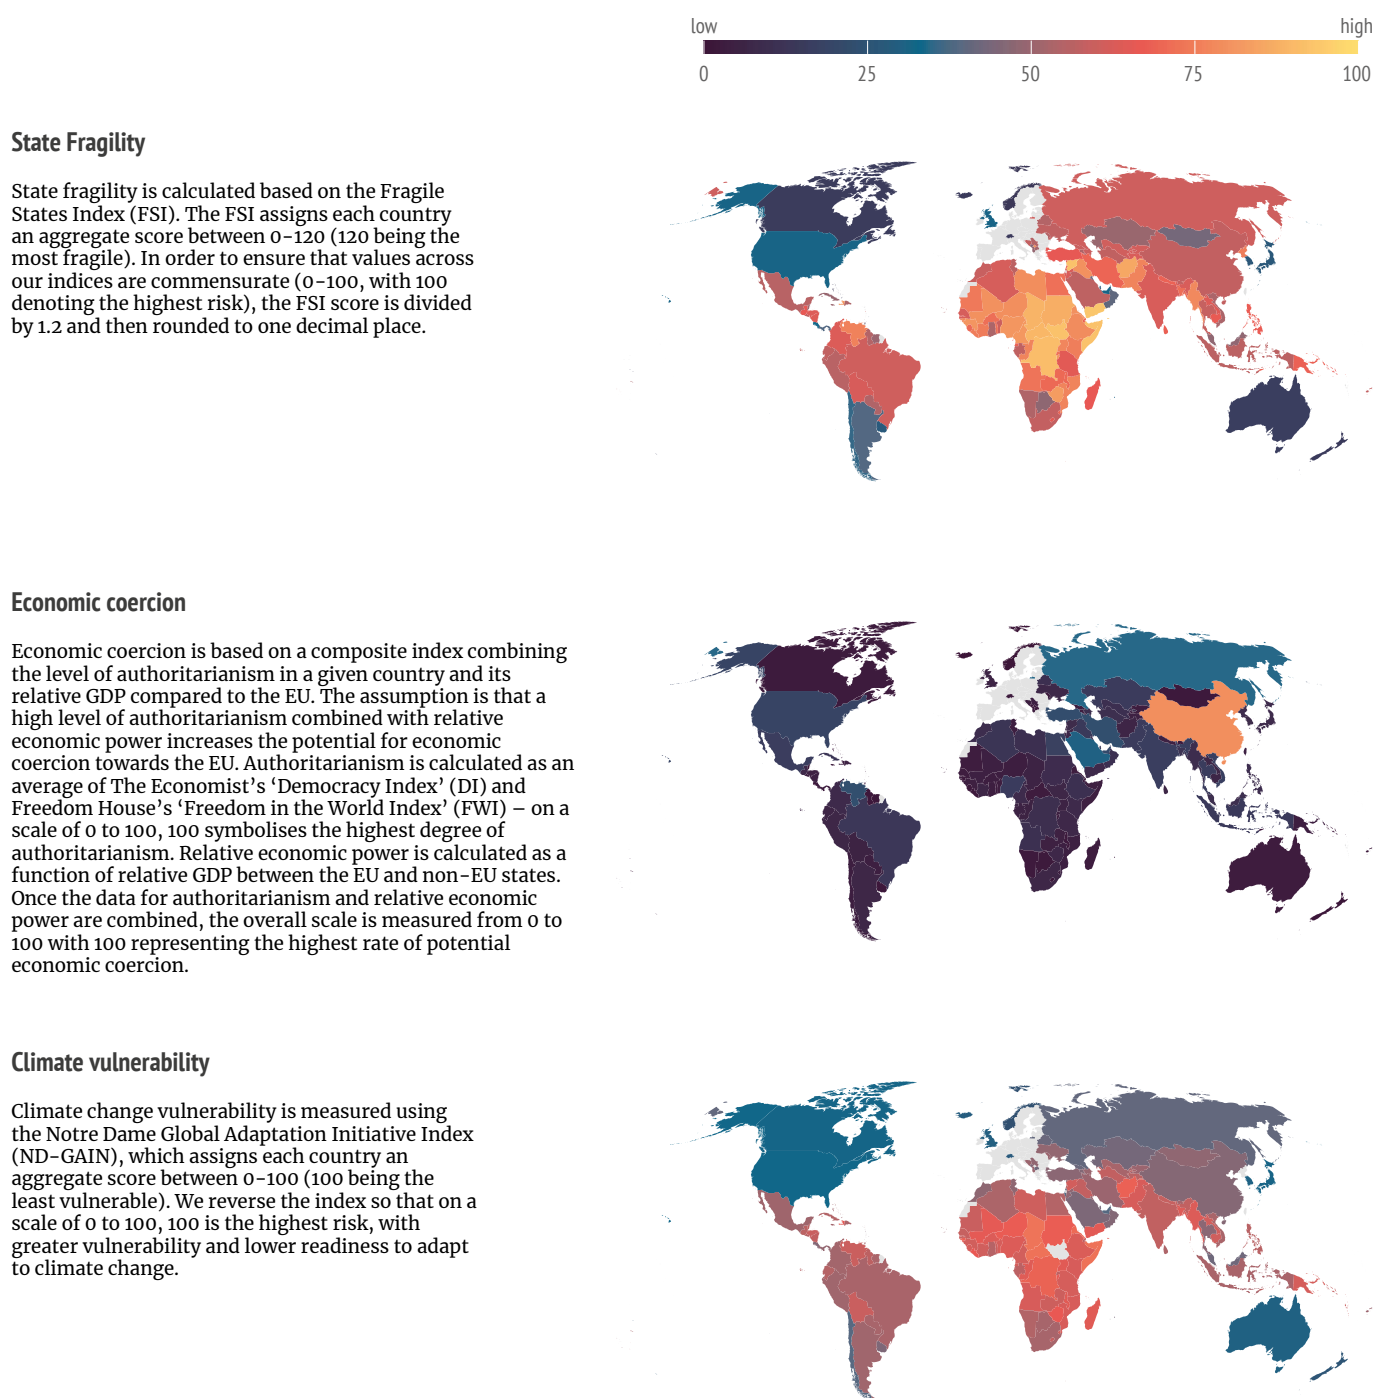 low high
0 25 50 75 100
State Fragility
State fragility is calculated based on the Fragile
States Index (FSI). The FSI assigns each country
an aggregate score between 0-120 (120 being the
most fragile). In order to ensure that values across
our indices are commensurate (0-100, with 100
denoting the highest risk), the FSI score is divided
by 1.2 and then rounded to one decimal place.
Economic coercion
Economic coercion is based on a composite index combining
the level of authoritarianism in a given country and its
relative GDP compared to the EU. The assumption is that a
high level of authoritarianism combined with relative
economic power increases the potential for economic
coercion towards the EU. Authoritarianism is calculated as an
average of The Economist’s ‘Democracy Index’ (DI) and
Freedom House’s ‘Freedom in the World Index’ (FWI) – on a
scale of 0 to 100, 100 symbolises the highest degree of
authoritarianism. Relative economic power is calculated as a
function of relative GDP between the EU and non-EU states.
Once the data for authoritarianism and relative economic
power are combined, the overall scale is measured from 0 to
100 with 100 representing the highest rate of potential
economic coercion.
Climate vulnerability
Climate change vulnerability is measured using
the Notre Dame Global Adaptation Initiative Index
(ND-GAIN), which assigns each country an
aggregate score between 0-100 (100 being the
least vulnerable). We reverse the index so that on a
scale of 0 to 100, 100 is the highest risk, with
greater vulnerability and lower readiness to adapt
to climate change.